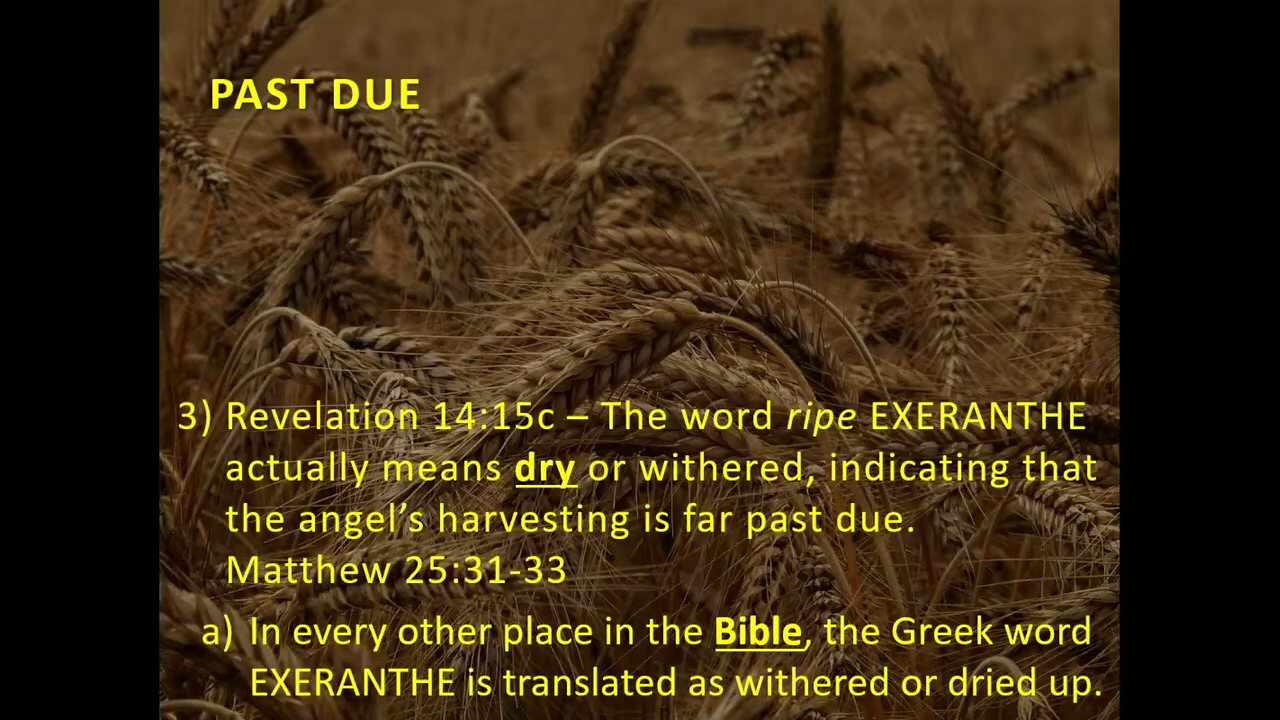 PAST DUE
3) Revelation 14:15c – The word ripe EXERANTHE
actually means dry or withered, indicating that
the angel’s harvesting is far past due.
Matthew 25:31-33
a) In every other place in the Bible, the Greek word
EXERANTHE is translated as withered or dried up.